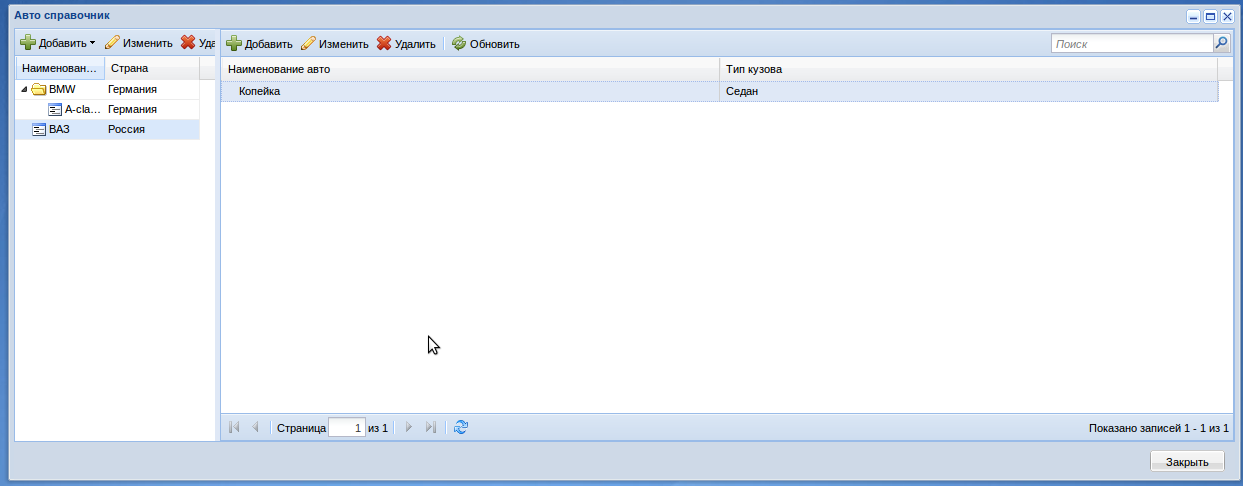 Авто справочник
Добавить Изменить Уда
Наименован... Страна
BMW Германия
A-cla... Германия
ВАЗ Россия
Добавить Изменить Удалить Обновить Поиск
Наименование авто Тип кузова
Копейка Седан
Страница 1 из 1 Показано записей 1 - 1 из 1
Закрыть